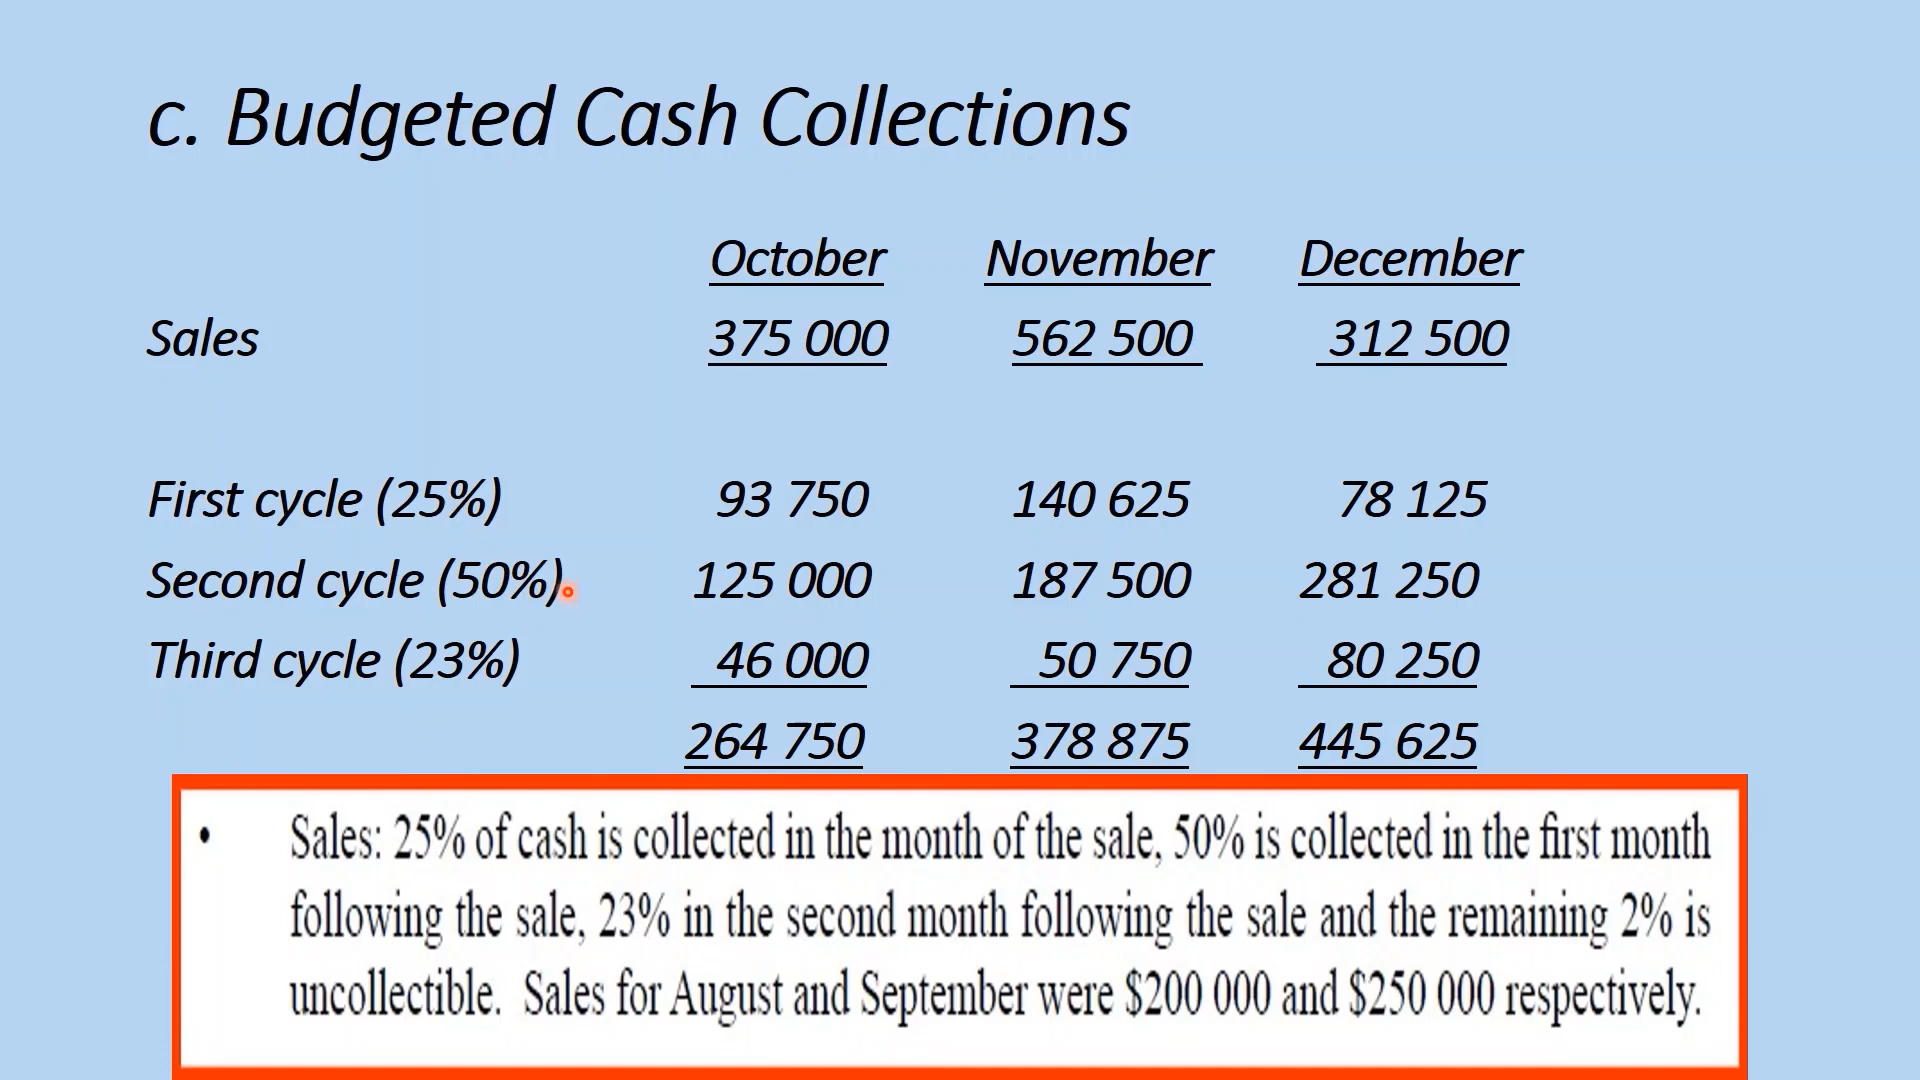 c. Budgeted Cash Collections
October November December
Sales 375 000 562 500 312 500
First cycle (25%) 93 750 140 625 78 125
Second cycle (50%) 125 000 187 500 281 250
Third cycle (23%) 46 000 50 750 80 250
264 750 378 875 445 625
• Sales: 25% of cash is collected in the month of the sale, 50% is collected in the first month
following the sale, 23% in the second month following the sale and the remaining 2% is
uncollectible. Sales for August and September were $200 000 and $250 000 respectively.